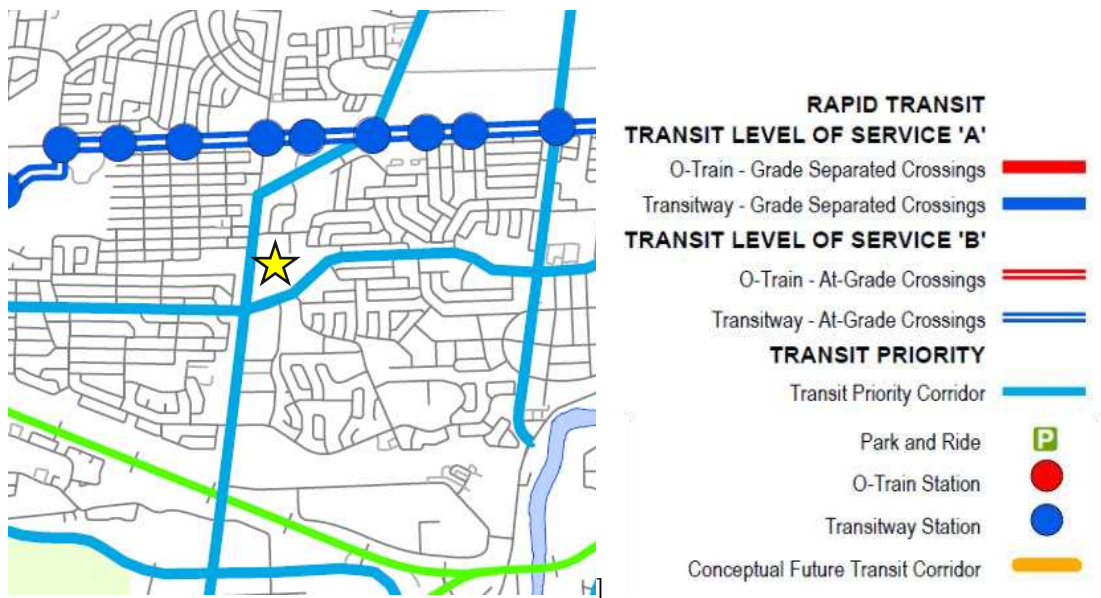 RAPID TRANSIT
TRANSIT LEVEL OF SERVICE 'A'
O-Train - Grade Separated Crossings
Transitway - Grade Separated Crossings
TRANSIT LEVEL OF SERVICE 'B'
O-Train - At-Grade Crossings
Transitway - At-Grade Crossings
TRANSIT PRIORITY
Transit Priority Corridor
Park and Ride P
O-Train Station
Transitway Station
Conceptual Future Transit Corridor
]